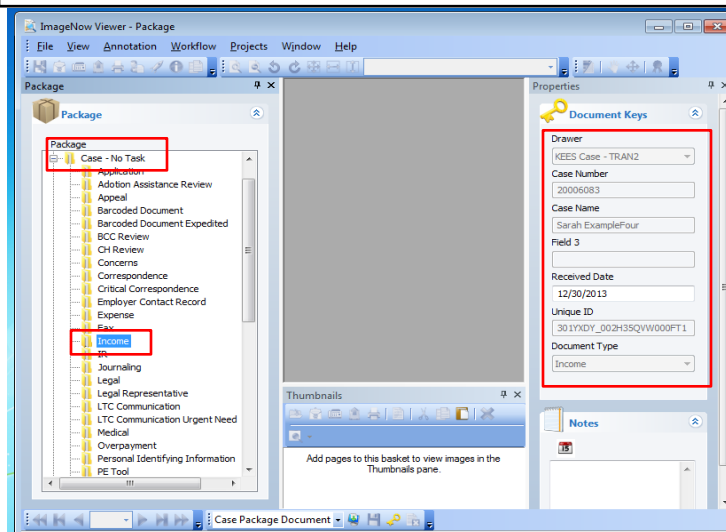 ImageNow Viewer - Package
File View Annotation Workflow Projects Window Help
Package
Package
Package
Case - No Task
Application
Adotion Assistance Review
Appeal
Barcoded Document
Barcoded Document Expedited
BCC Review
CH Review
Concerns
Correspondence
Critical Correspondence
Employer Contact Record
Expense
Fax
Income
IR
Journaling
Legal
Legal Representative
LTC Communication
LTC Communication Urgent Need
Medical
Overpayment
Personal Identifying Information
PE Tool
Thumbnails
Add pages to this basket to view images in the
Thumbnails pane.
Properties
Document Keys
Drawer
KEES Case - TRAN2
Case Number
20006083
Case Name
Sarah ExampleFour
Field 3
Received Date
12/30/2013
Unique ID
301YXDY_002H35QVW000FT1
Document Type
Income
Notes
15
Case Package Document